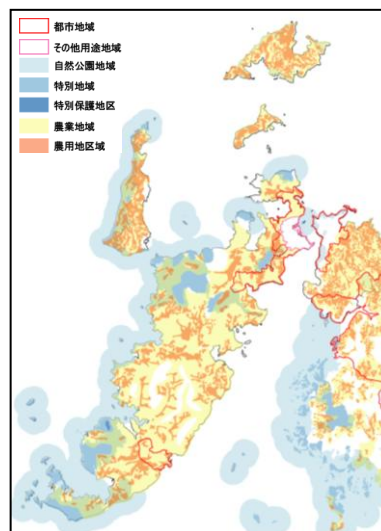 都市地域
その他用途地域
自然公園地域
特別地域
特別保護地区
農業地域
農用地区域